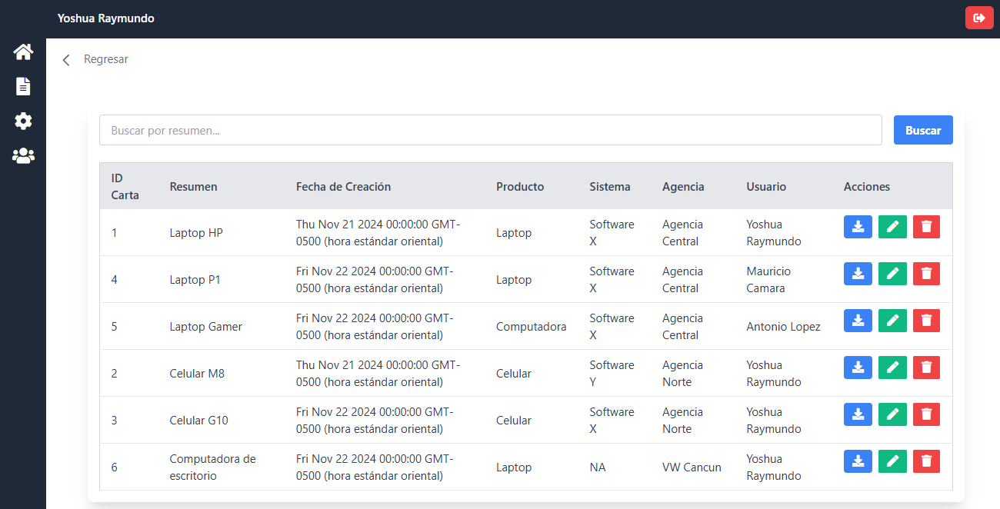 Yoshua Raymundo
Regresar
Buscar por resumen...
Buscar
ID Carta Resumen Fecha de Creación Producto Sistema Agencia Usuario Acciones
1 Laptop HP Thu Nov 21 2024 00:00:00 GMT-0500 (hora estándar oriental) Laptop Software X Agencia Central Yoshua Raymundo
4 Laptop P1 Fri Nov 22 2024 00:00:00 GMT-0500 (hora estándar oriental) Laptop Software X Agencia Central Mauricio Camara
5 Laptop Gamer Fri Nov 22 2024 00:00:00 GMT-0500 (hora estándar oriental) Computadora Software X Agencia Central Antonio Lopez
2 Celular M8 Thu Nov 21 2024 00:00:00 GMT-0500 (hora estándar oriental) Celular Software Y Agencia Norte Yoshua Raymundo
3 Celular G10 Fri Nov 22 2024 00:00:00 GMT-0500 (hora estándar oriental) Celular Software X Agencia Norte Yoshua Raymundo
6 Computadora de escritorio Fri Nov 22 2024 00:00:00 GMT-0500 (hora estándar oriental) Laptop NA VW Cancun Yoshua Raymundo